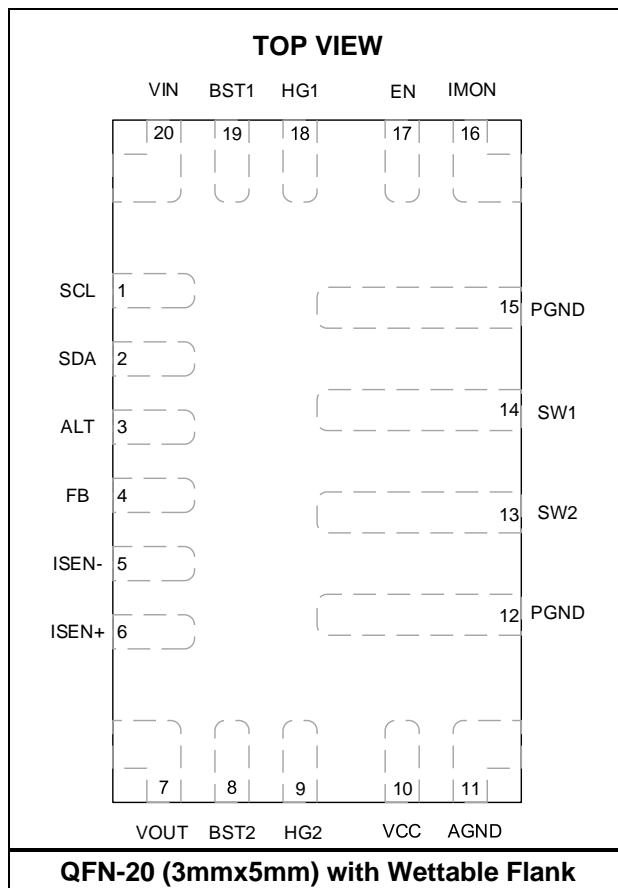 TOP VIEW
VIN BST1 HG1 EN IMON
20 19 18 17 16
SCL 1
15 PGND
SDA 2
14 SW1
ALT 3
FB 4
13 SW2
ISEN- 5
12 PGND
ISEN+ 6
7 8 9 10 11
VOUT BST2 HG2 VCC AGND
QFN-20 (3mmx5mm) with Wettable Flank